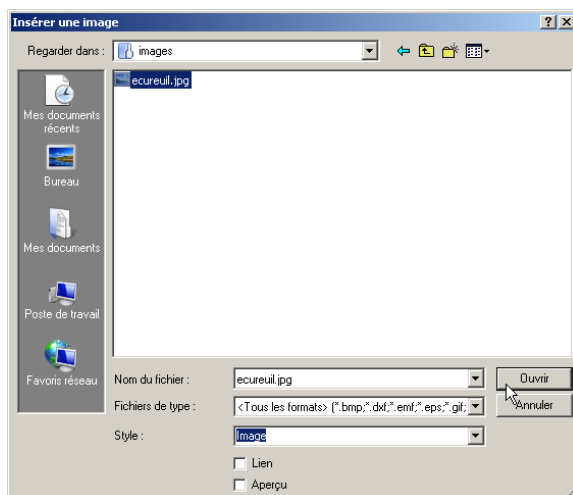 Insérer une image
Regarder dans :
images
ecureuil.jpg
Mes documents
récents
Bureau
Mes documents
Poste de travail
Favoris réseau
Nom du fichier :
ecureuil.jpg
Ouvrir
Fichiers de type :
<Tous les formats> (*.bmp;*.dxf;*.emf;*.eps;*.gif;
Annuler
Style :
Image
Lien
Aperçu